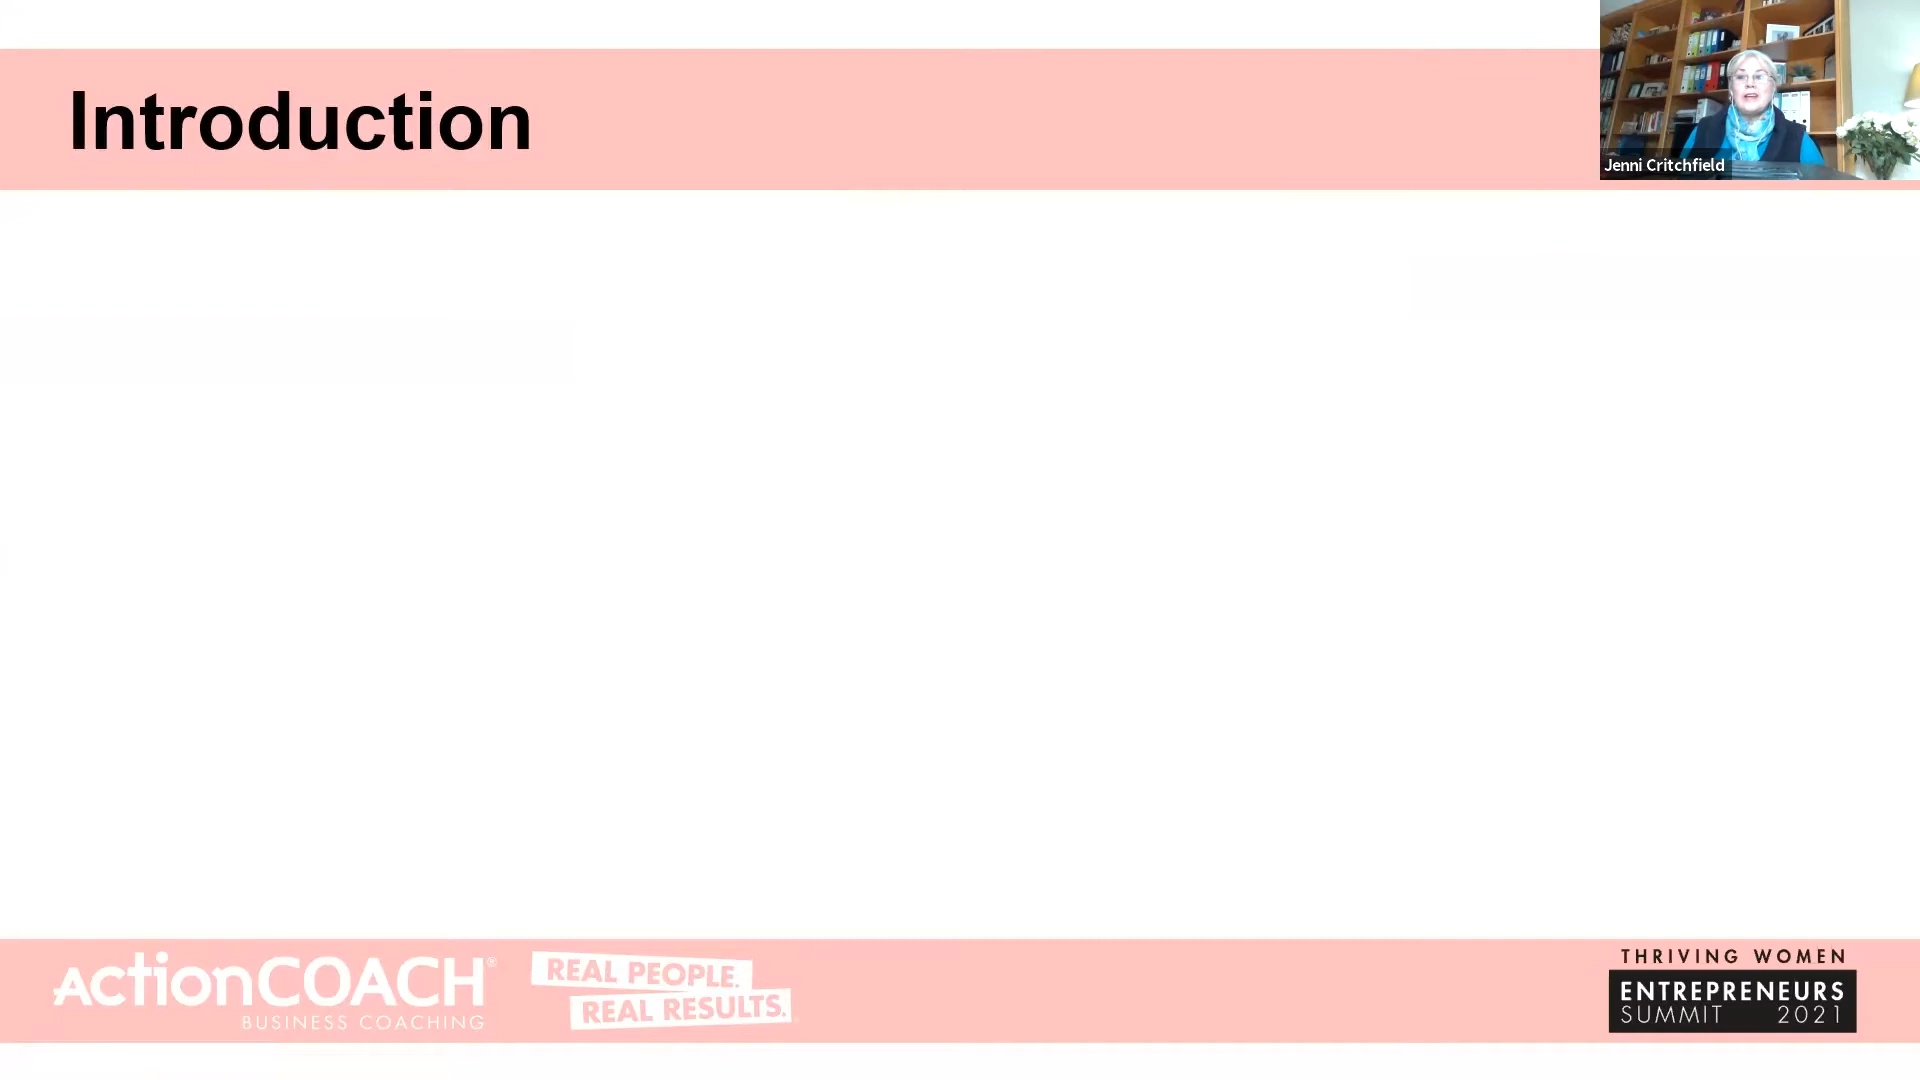 Introduction
Jenni Critchfield
ActionCOACH®
BUSINESS COACHING
REAL PEOPLE.
REAL RESULTS.
THRIVING WOMEN
ENTREPRENEURS
SUMMIT 2021